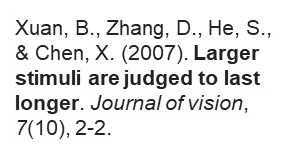 Xuan, B., Zhang, D., He, S.,
& Chen, X. (2007). Larger
stimuli are judged to last
longer. Journal of vision,
7(10), 2-2.